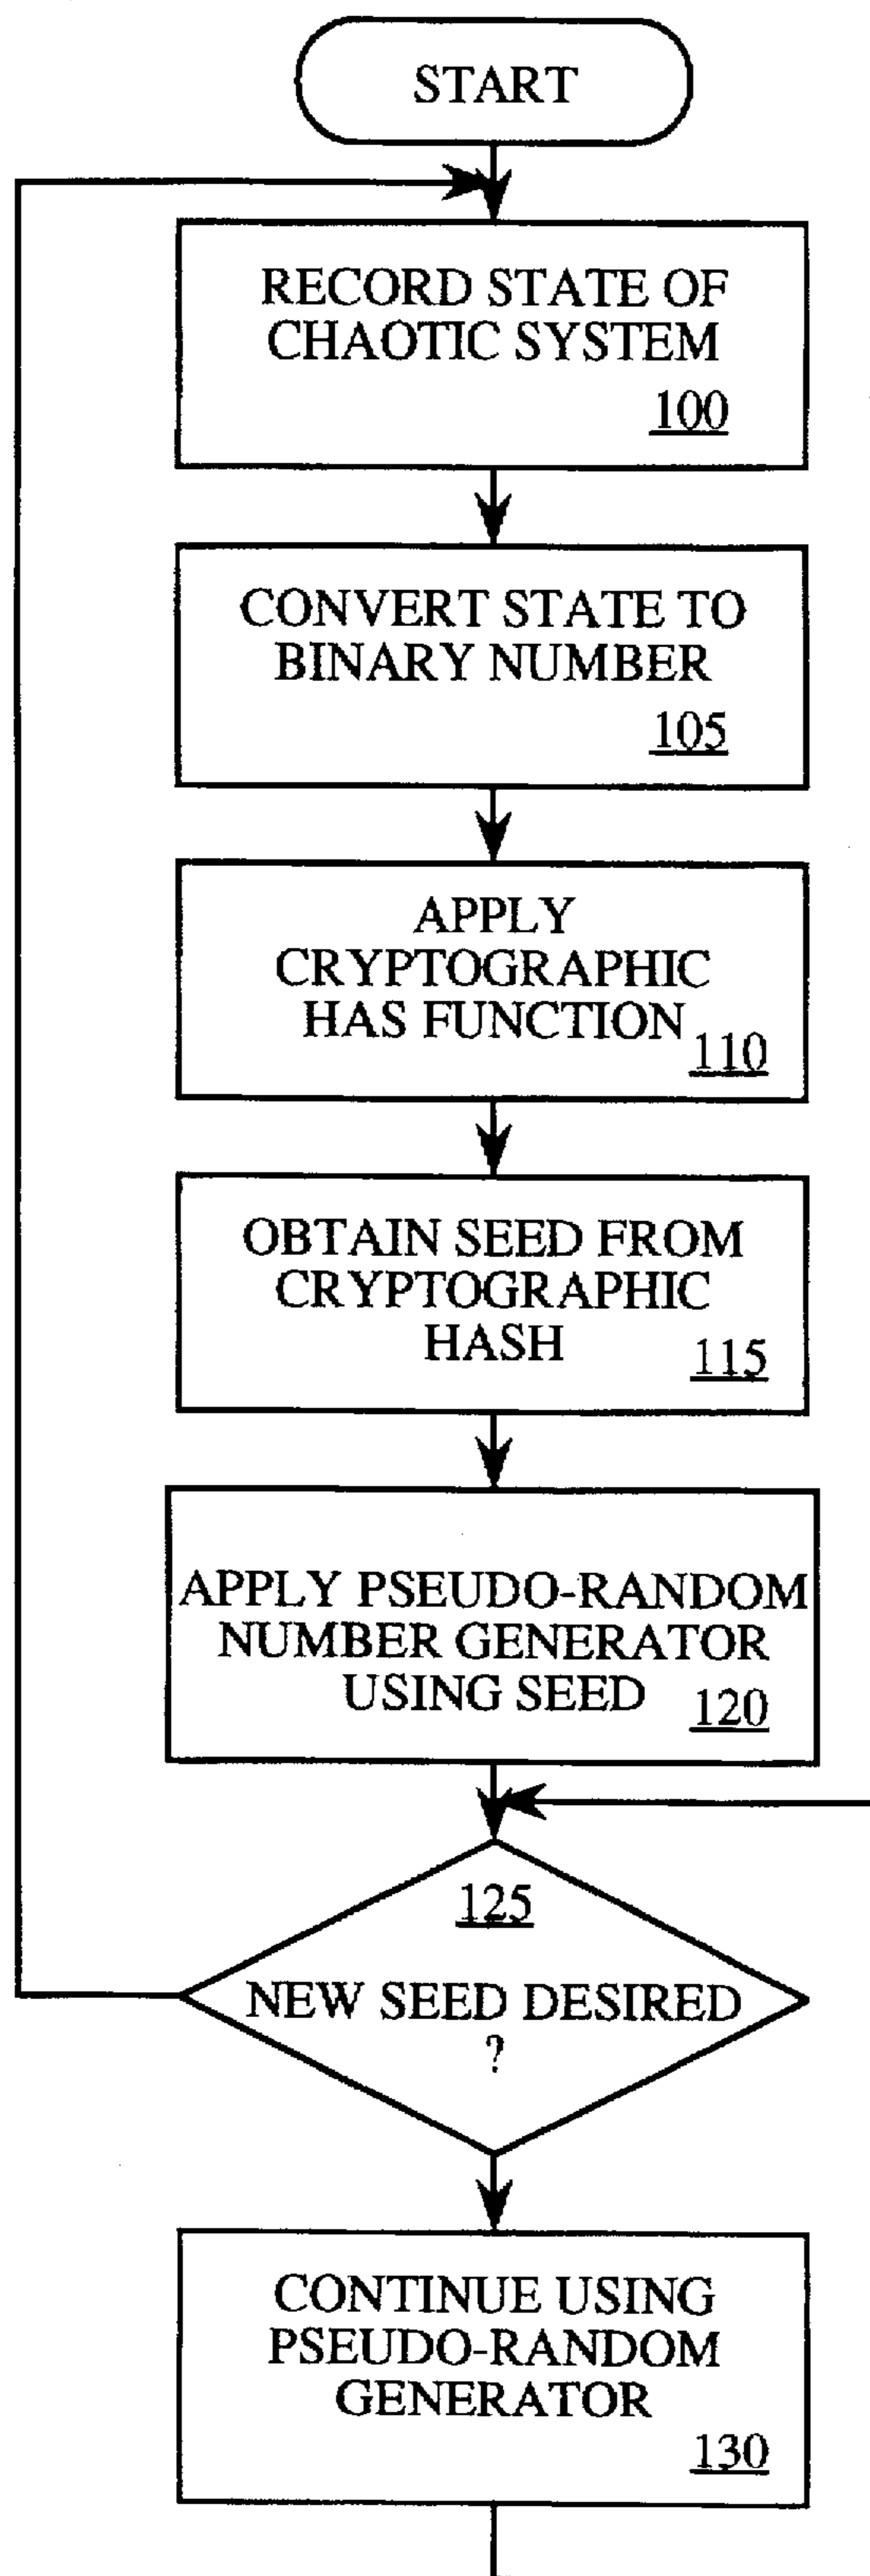 START
RECORD STATE OF
CHAOTIC SYSTEM
100
CONVERT STATE TO
BINARY NUMBER
105
APPLY
CRYPTOGRAPHIC
HAS FUNCTION
110
OBTAIN SEED FROM
CRYPTOGRAPHIC
HASH
115
APPLY PSEUDO-RANDOM
NUMBER GENERATOR
USING SEED
120
125
NEW SEED DESIRED
?
CONTINUE USING
PSEUDO-RANDOM
GENERATOR
130